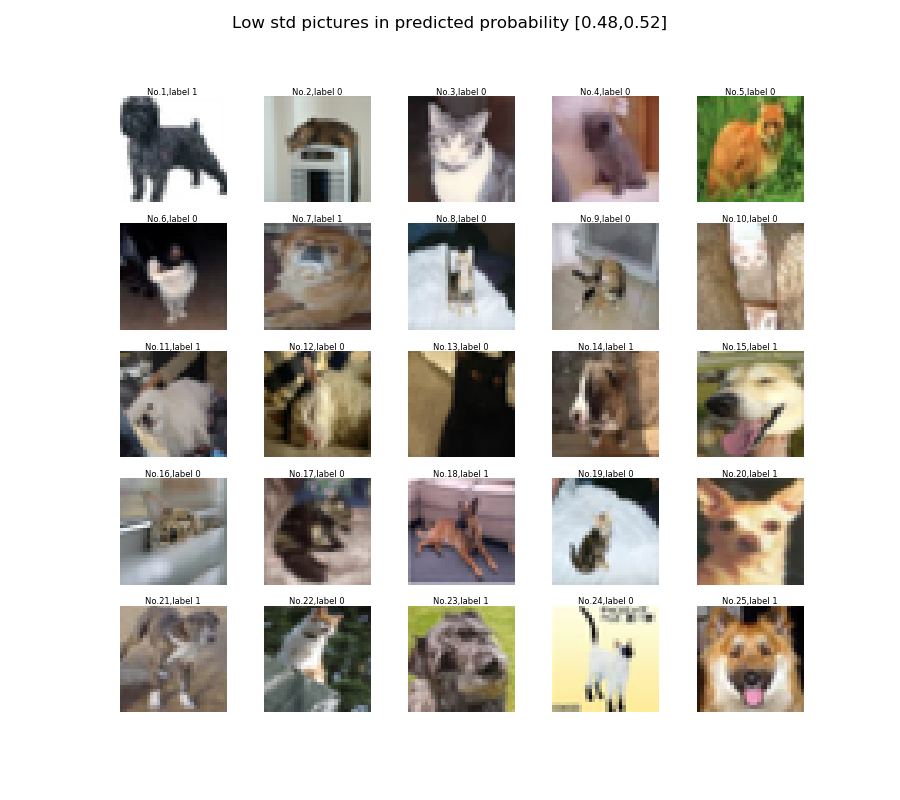 Low std pictures in predicted probability [0.48,0.52]
No.1,label 1
No.2,label 0
No.3,label 0
No.4,label 0
No.5,label 0
No.6,label 0
No.7,label 1
No.8,label 0
No.9,label 0
No.10,label 0
No.11,label 1
No.12,label 0
No.13,label 0
No.14,label 1
No.15,label 1
No.16,label 0
No.17,label 0
No.18,label 1
No.19,label 0
No.20,label 1
No.21,label 1
No.22,label 0
No.23,label 1
No.24,label 0
No.25,label 1